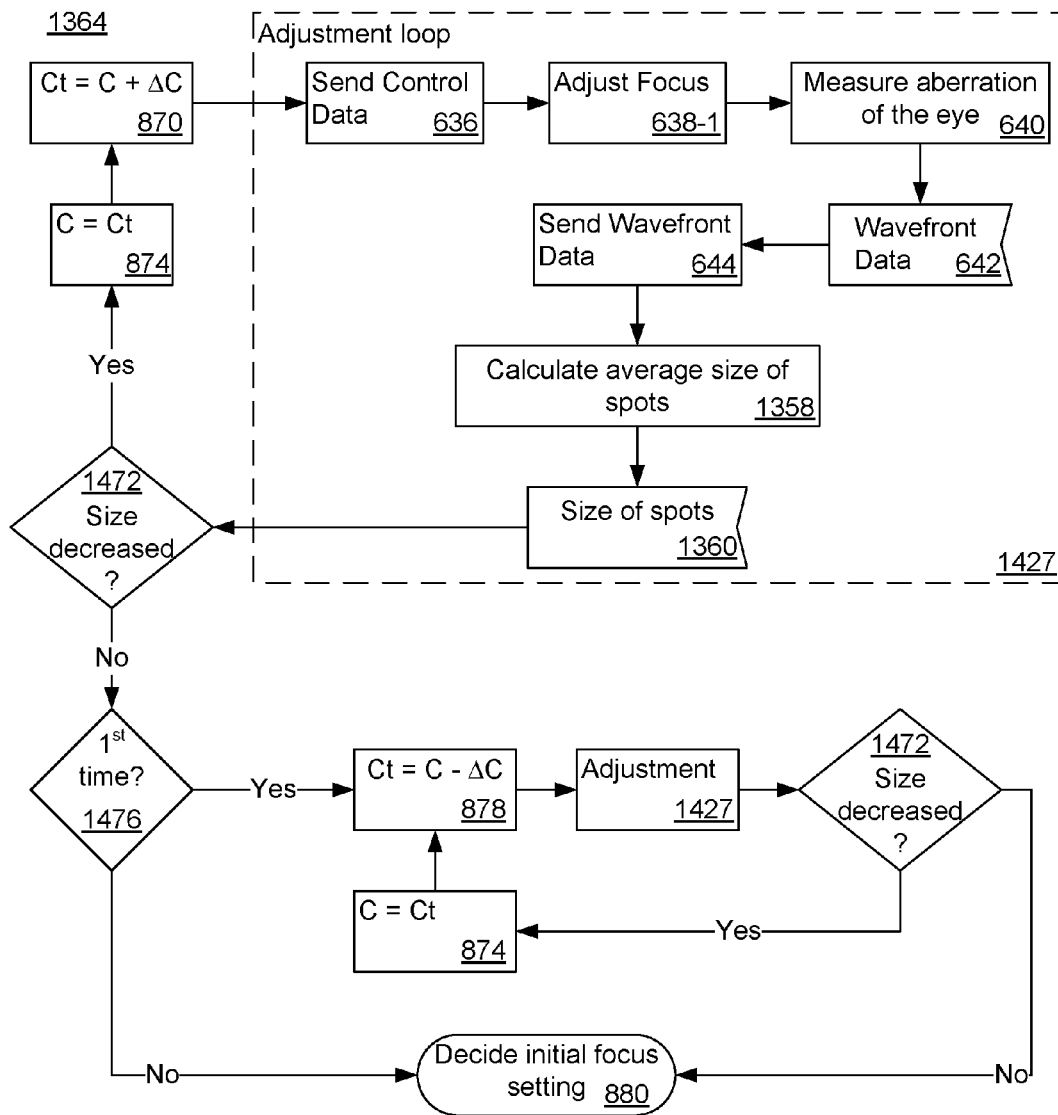 1364
Adjustment loop
Ct = C + ΔC
870
Send Control
Data
636
Adjust Focus
638-1
Measure aberration
of the eye
640
C = Ct
874
Send Wavefront
Data
644
Wavefront
Data
642
Yes
Calculate average size of
spots
1358
1472
Size
decreased
?
Size of spots
1360
1427
No
1st
time?
1476
Yes
Ct = C - ΔC
878
Adjustment
1427
1472
Size
decreased
?
C = Ct
874
Yes
No
Decide initial focus
setting
880
No